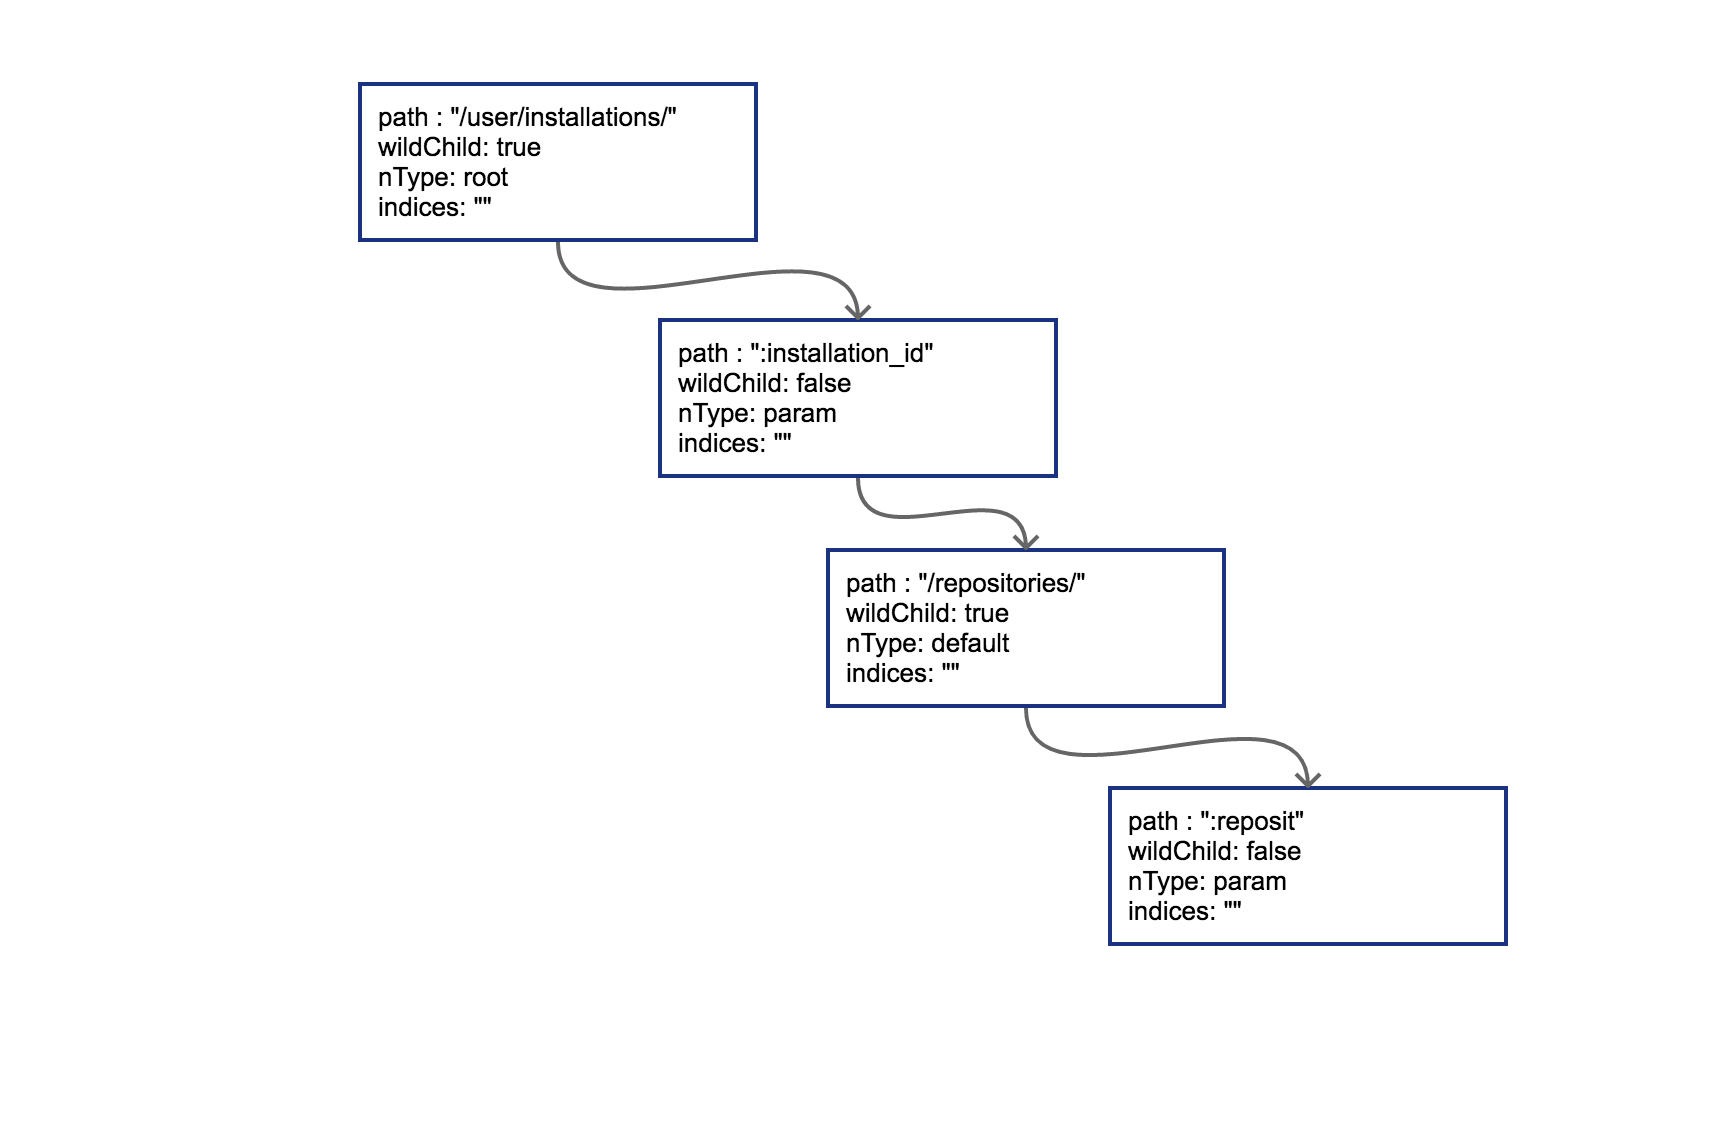 path : "/user/installations/"
wildChild: true
nType: root
indices: ""
path : ":installation_id"
wildChild: false
nType: param
indices: ""
path : "/repositories/"
wildChild: true
nType: default
indices: ""
path : ":reposit"
wildChild: false
nType: param
indices: ""